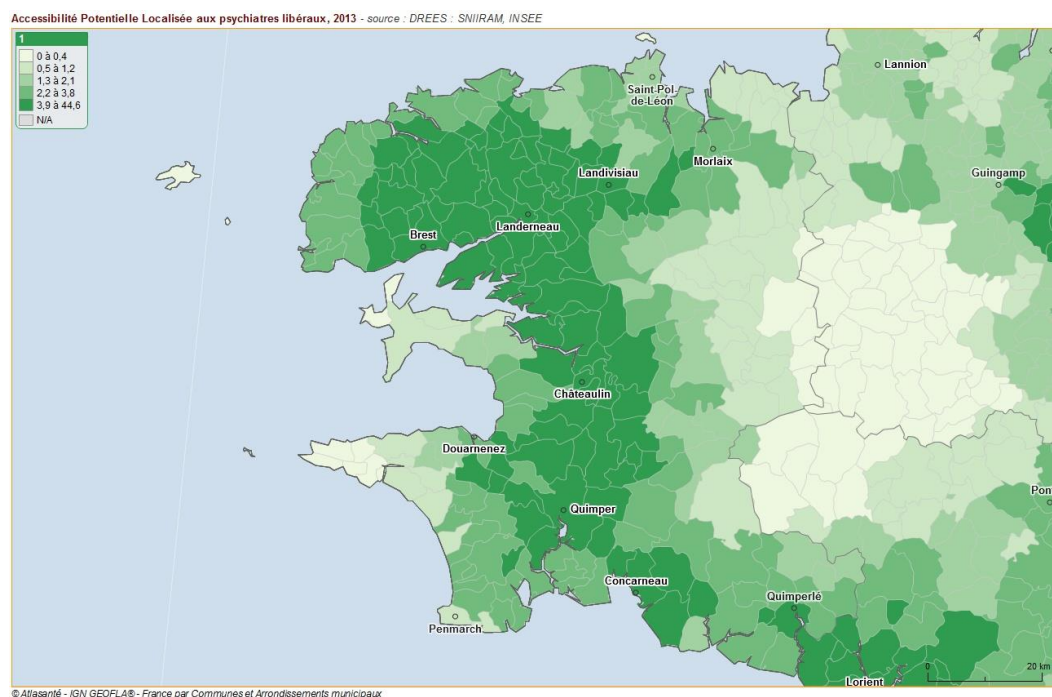 Accessibilité Potentielle Localisée aux psychiatres libéraux, 2013 - source : DREES : SNIIRAM, INSEE
1
0 à 0,4
0,5 à 1,2
1,3 à 2,1
2,2 à 3,8
3,9 à 44,6
N/A
Lannion
Saint-Pol-
de-Léon
Morlaix
Landivisiau
Guingamp
Landerneau
Brest
Châteaulin
Douarnenez
Pon
Quimper
Concarneau
Quimperlé
Penmarch'
0
20 km
Lorient
© Atlasanté - IGN GEOFLA® - France par Communes et Arrondissements municipaux